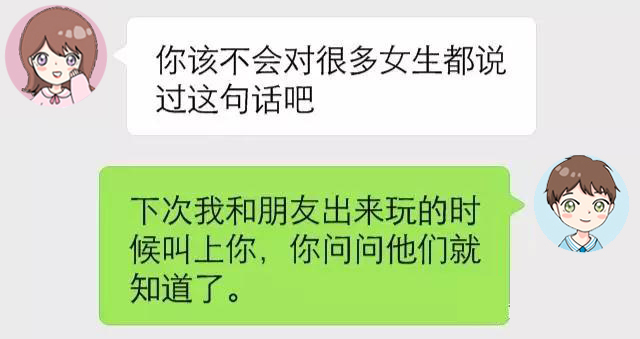 你该不会对很多女生都说
过这句话吧
下次我和朋友出来玩的时
候叫上你，你问问他们就
知道了。